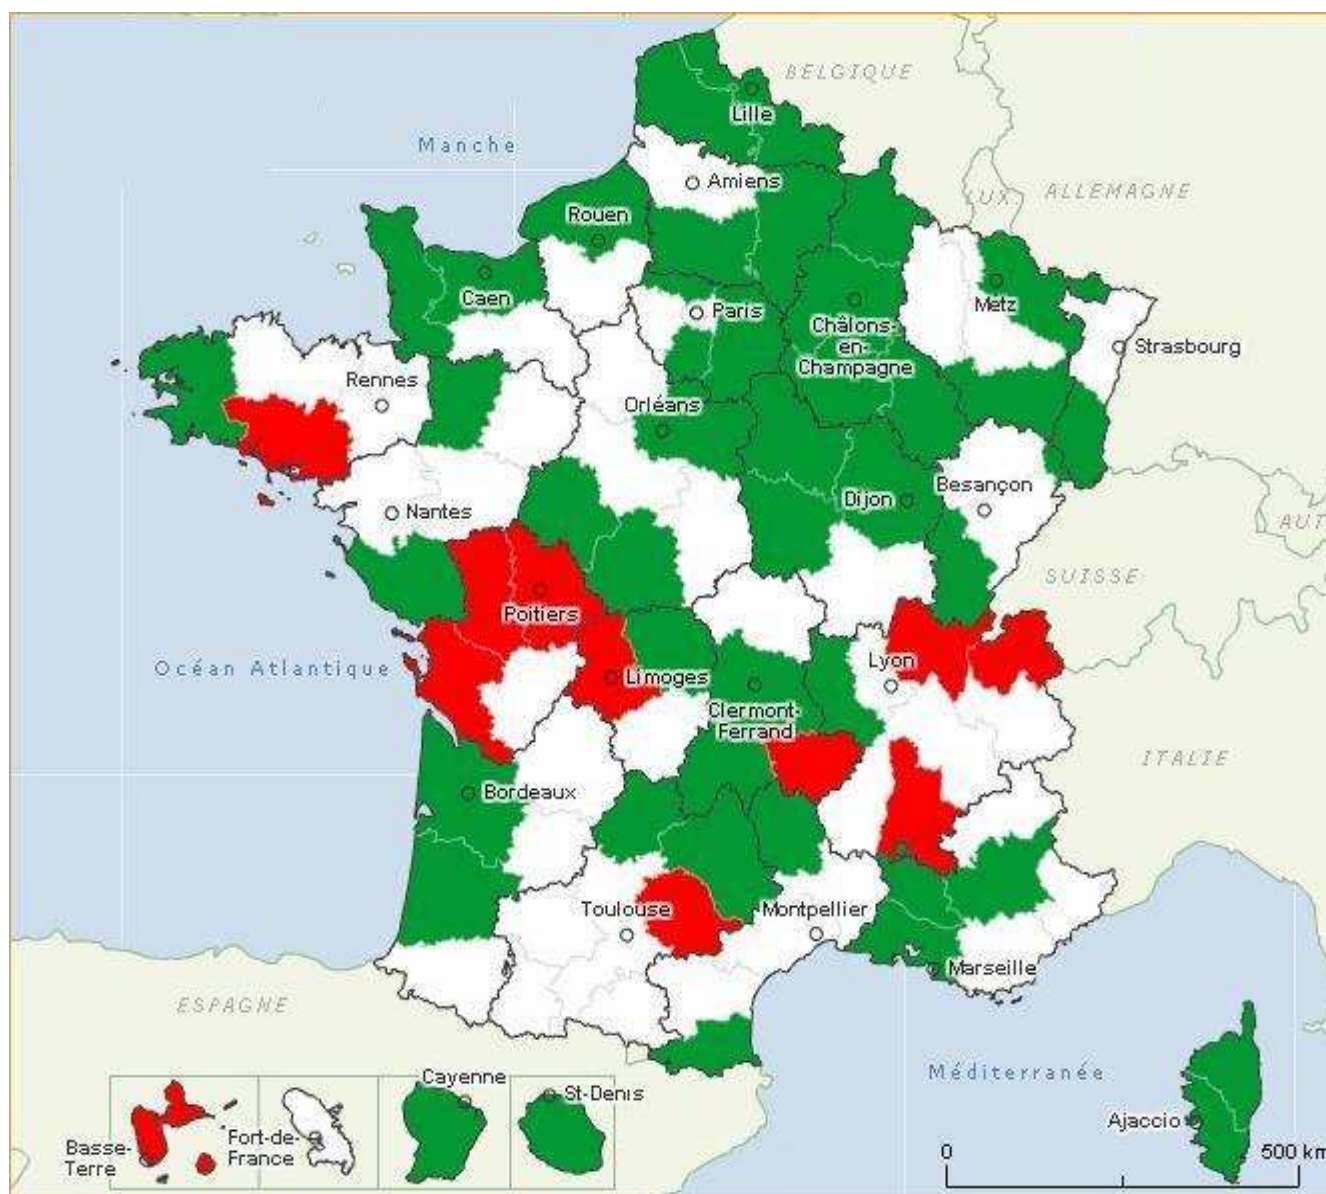 BELGIQUE
Lille
Manche
Amiens
LUX.
ALLEMAGNE
Rouen
Caen
Paris
Metz
Châlons-
en-
Champagne
Strasbourg
Rennes
Orléans
Nantes
Dijon
Besançon
AUT
SUISSE
Poitiers
Océan Atlantique
Limoges
Lyon
Clermont-
Ferrand
ITALIE
Bordeaux
Toulouse
Montpellier
Marseille
ESPAGNE
Méditerranée
Ajaccio
Cayenne
St-Denis
Basse-
Terre
Fort-de-
France
0
500 km